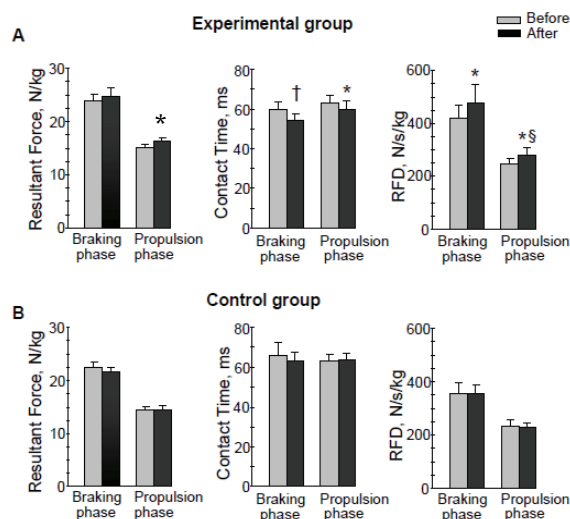 Experimental group
Before
After
A
Resultant Force, N/kg
30
20
10
0
*
Braking phase
Propulsion phase
Contact Time, ms
80
60
40
20
0
†
*
Braking phase
Propulsion phase
RFD, N/s/kg
600
400
200
0
*
*§
Braking phase
Propulsion phase
Control group
B
Resultant Force, N/kg
30
20
10
0
Braking phase
Propulsion phase
Contact Time, ms
80
60
40
20
0
Braking phase
Propulsion phase
RFD, N/s/kg
600
400
200
0
Braking phase
Propulsion phase